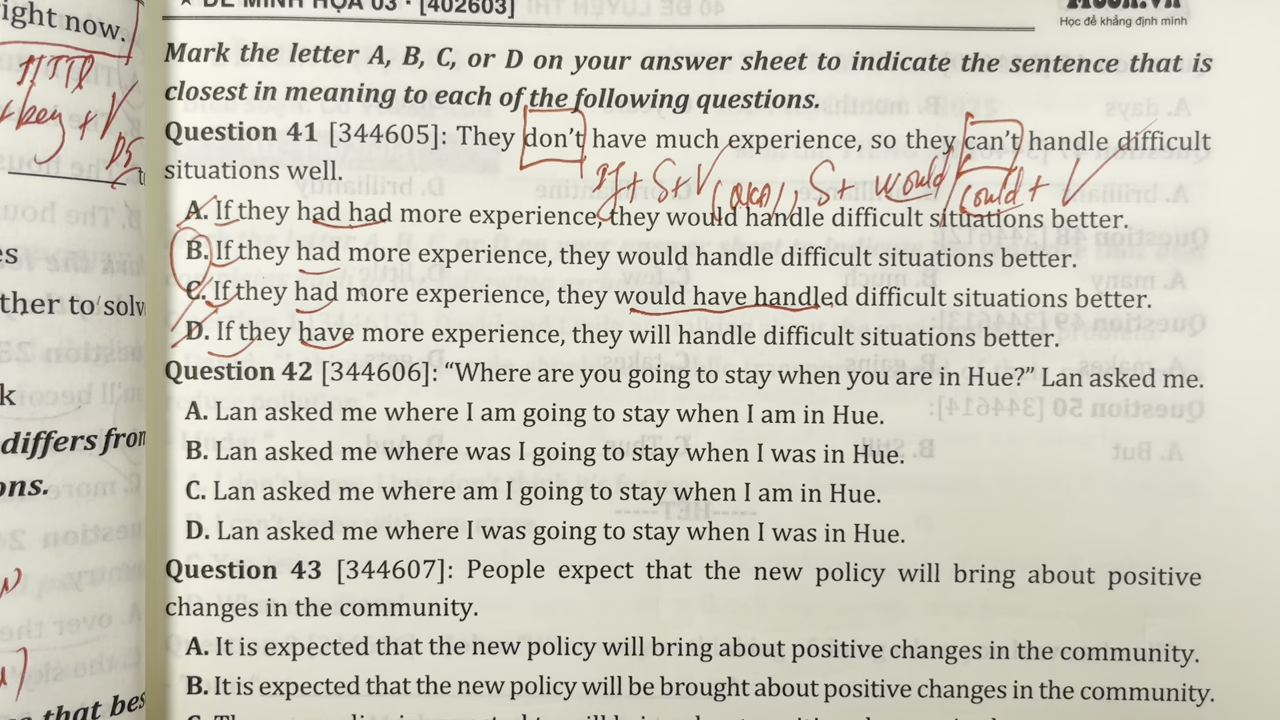 ight now.
★ ĐỀ MINH HỌA 03 · [402603]
Moon.vn
Học để khẳng định mình
Mark the letter A, B, C, or D on your answer sheet to indicate the sentence that is
closest in meaning to each of the following questions.
Question 41 [344605]: They don't have much experience, so they can't handle difficult
situations well.
If + S+V (QKĐ), S+ would/could + V
A. If they had had more experience, they would handle difficult situations better.
B. If they had more experience, they would handle difficult situations better.
C. If they had more experience, they would have handled difficult situations better.
D. If they have more experience, they will handle difficult situations better.
Question 42 [344606]: “Where are you going to stay when you are in Hue?” Lan asked me.
A. Lan asked me where I am going to stay when I am in Hue.
B. Lan asked me where was I going to stay when I was in Hue.
C. Lan asked me where am I going to stay when I am in Hue.
D. Lan asked me where I was going to stay when I was in Hue.
Question 43 [344607]: People expect that the new policy will bring about positive
changes in the community.
A. It is expected that the new policy will bring about positive changes in the community.
B. It is expected that the new policy will be brought about positive changes in the community.
ther to solv
k
differs from
ons.
that bes